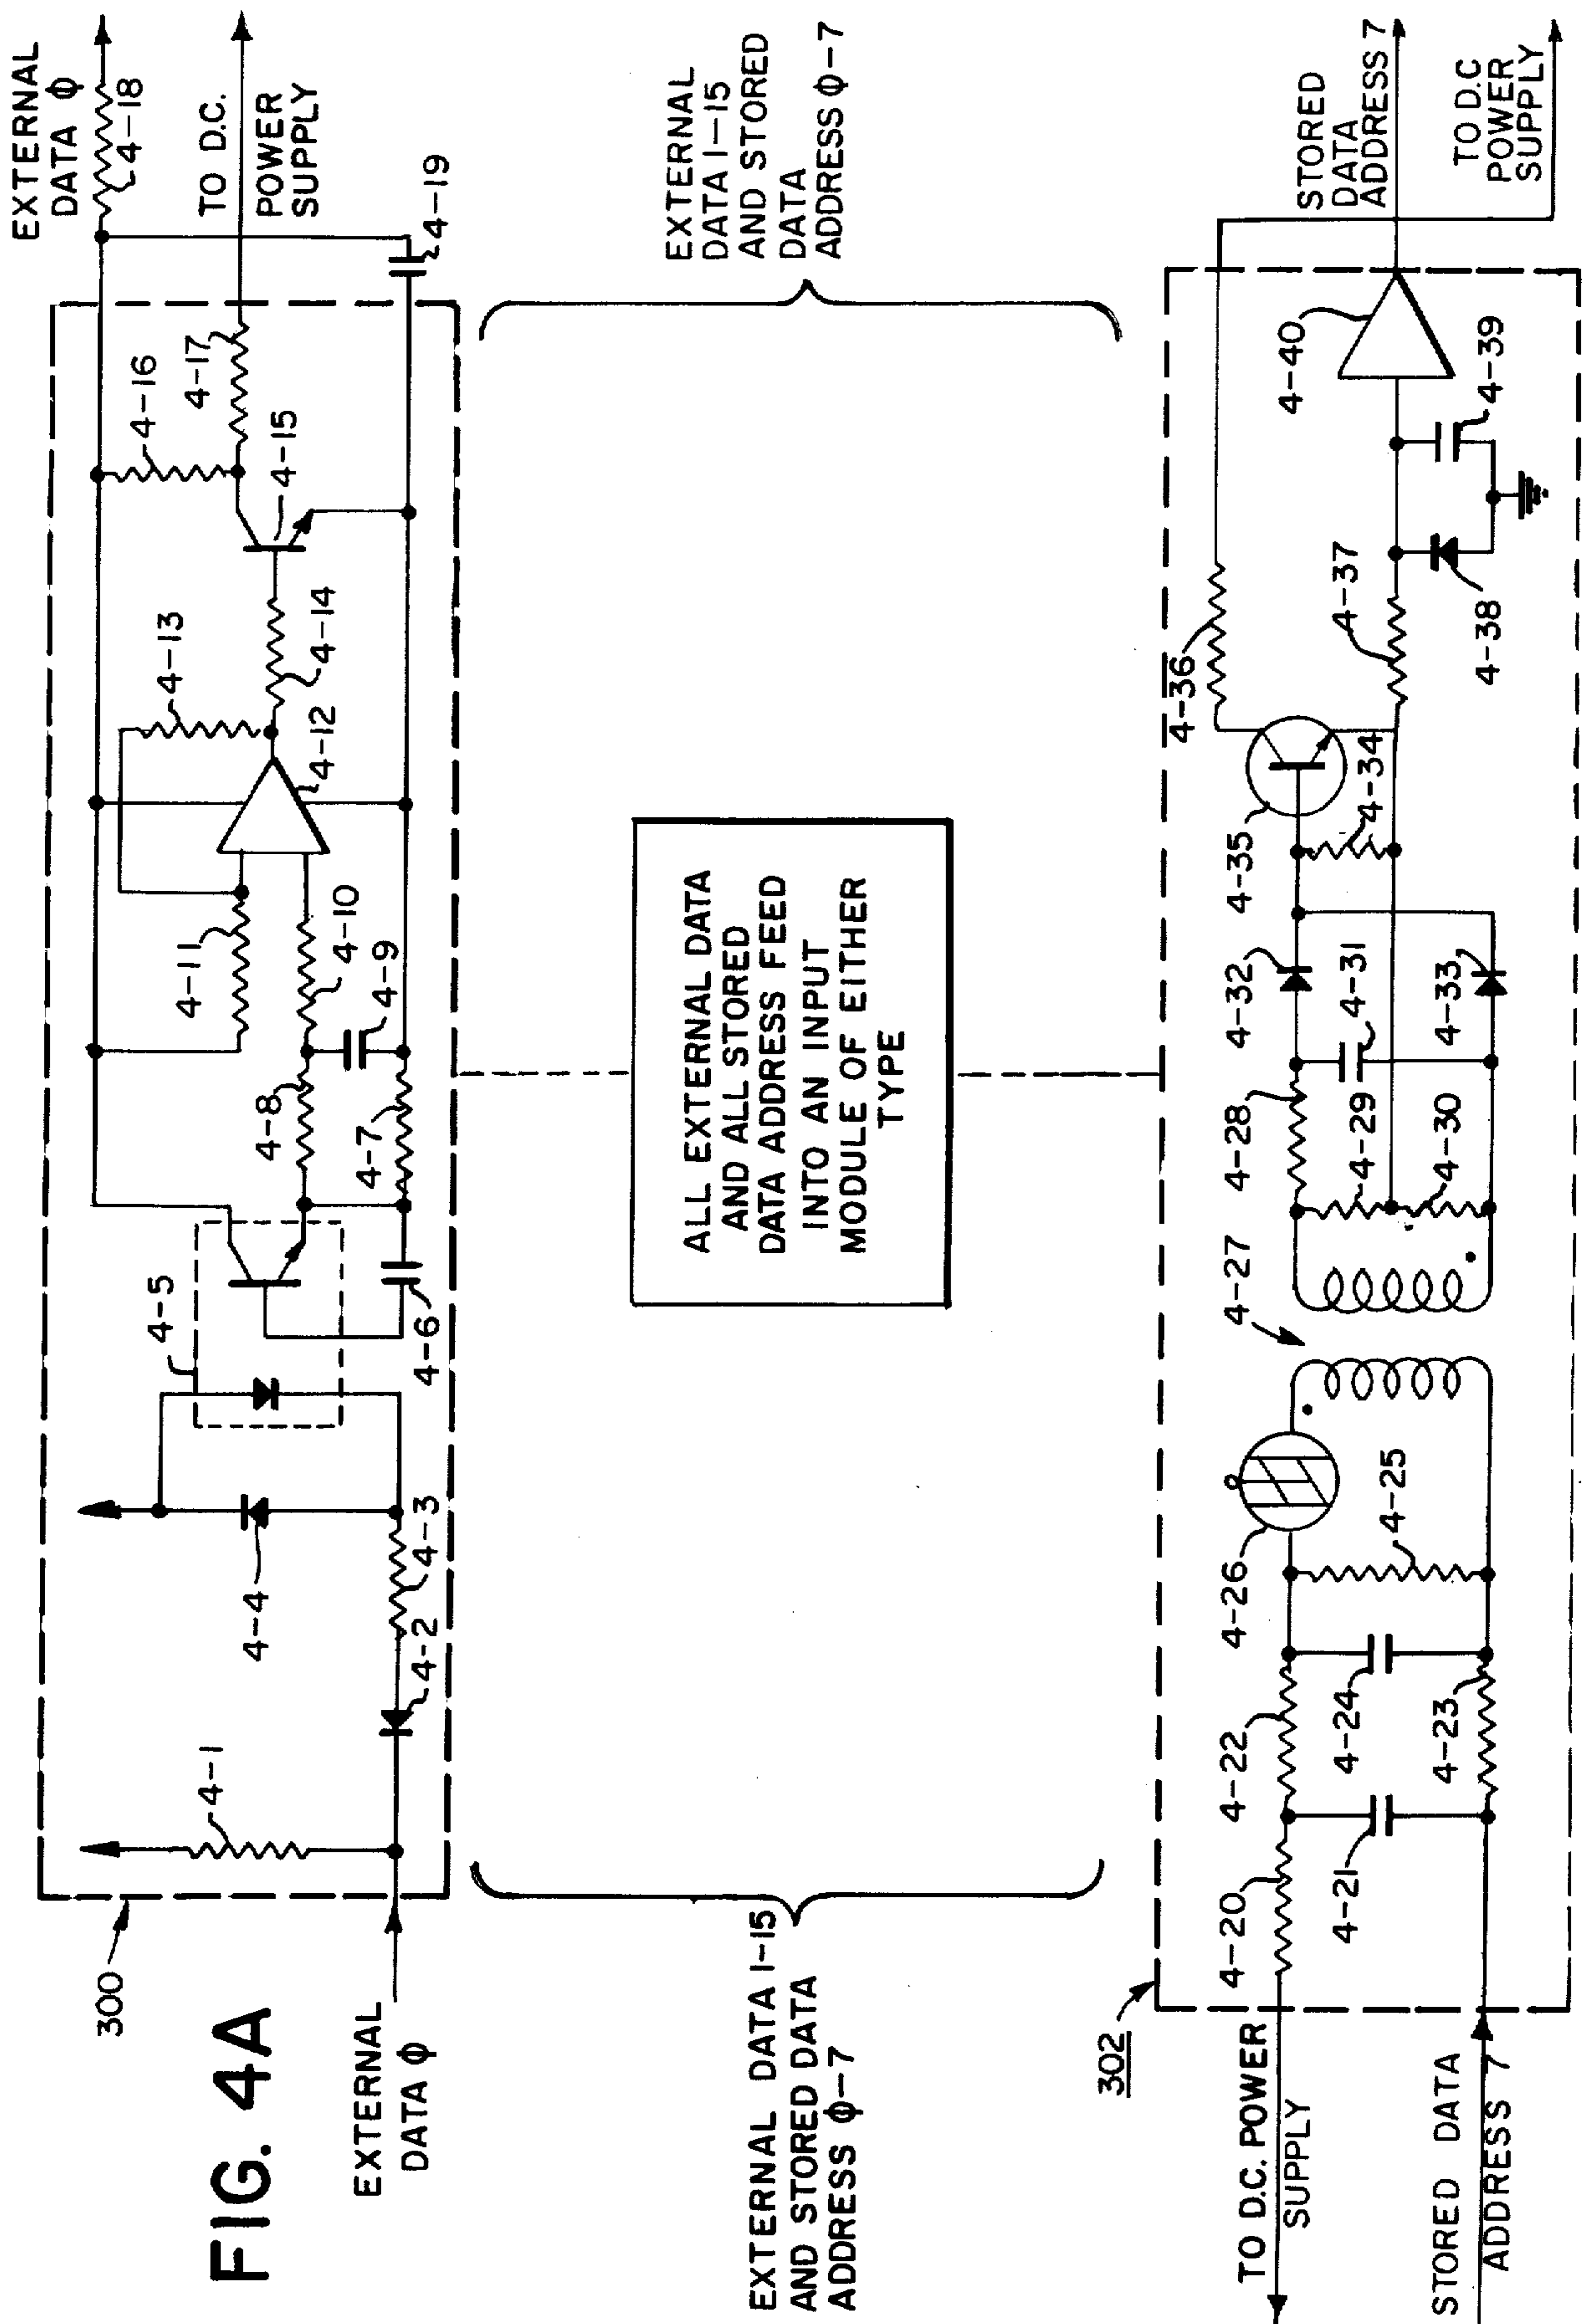 FIG. 4A
300
EXTERNAL
DATA ϕ
4-1
4-2
4-3
4-4
4-5
4-6
4-7
4-8
4-9
4-10
4-11
4-12
4-13
4-14
4-15
4-16
4-17
4-18
4-19
EXTERNAL
DATA ϕ
TO D.C.
POWER
SUPPLY
EXTERNAL DATA 1-15
AND STORED DATA
ADDRESS ϕ-7
ALL EXTERNAL DATA
AND ALL STORED
DATA ADDRESS FEED
INTO AN INPUT
MODULE OF EITHER
TYPE
EXTERNAL
DATA 1-15
AND STORED
DATA
ADDRESS ϕ-7
302
TO D.C. POWER
SUPPLY
STORED DATA
ADDRESS 7
4-20
4-21
4-22
4-23
4-24
4-25
4-26
4-27
4-28
4-29
4-30
4-31
4-32
4-33
4-34
4-35
4-36
4-37
4-38
4-39
4-40
STORED
DATA
ADDRESS 7
TO D.C
POWER
SUPPLY